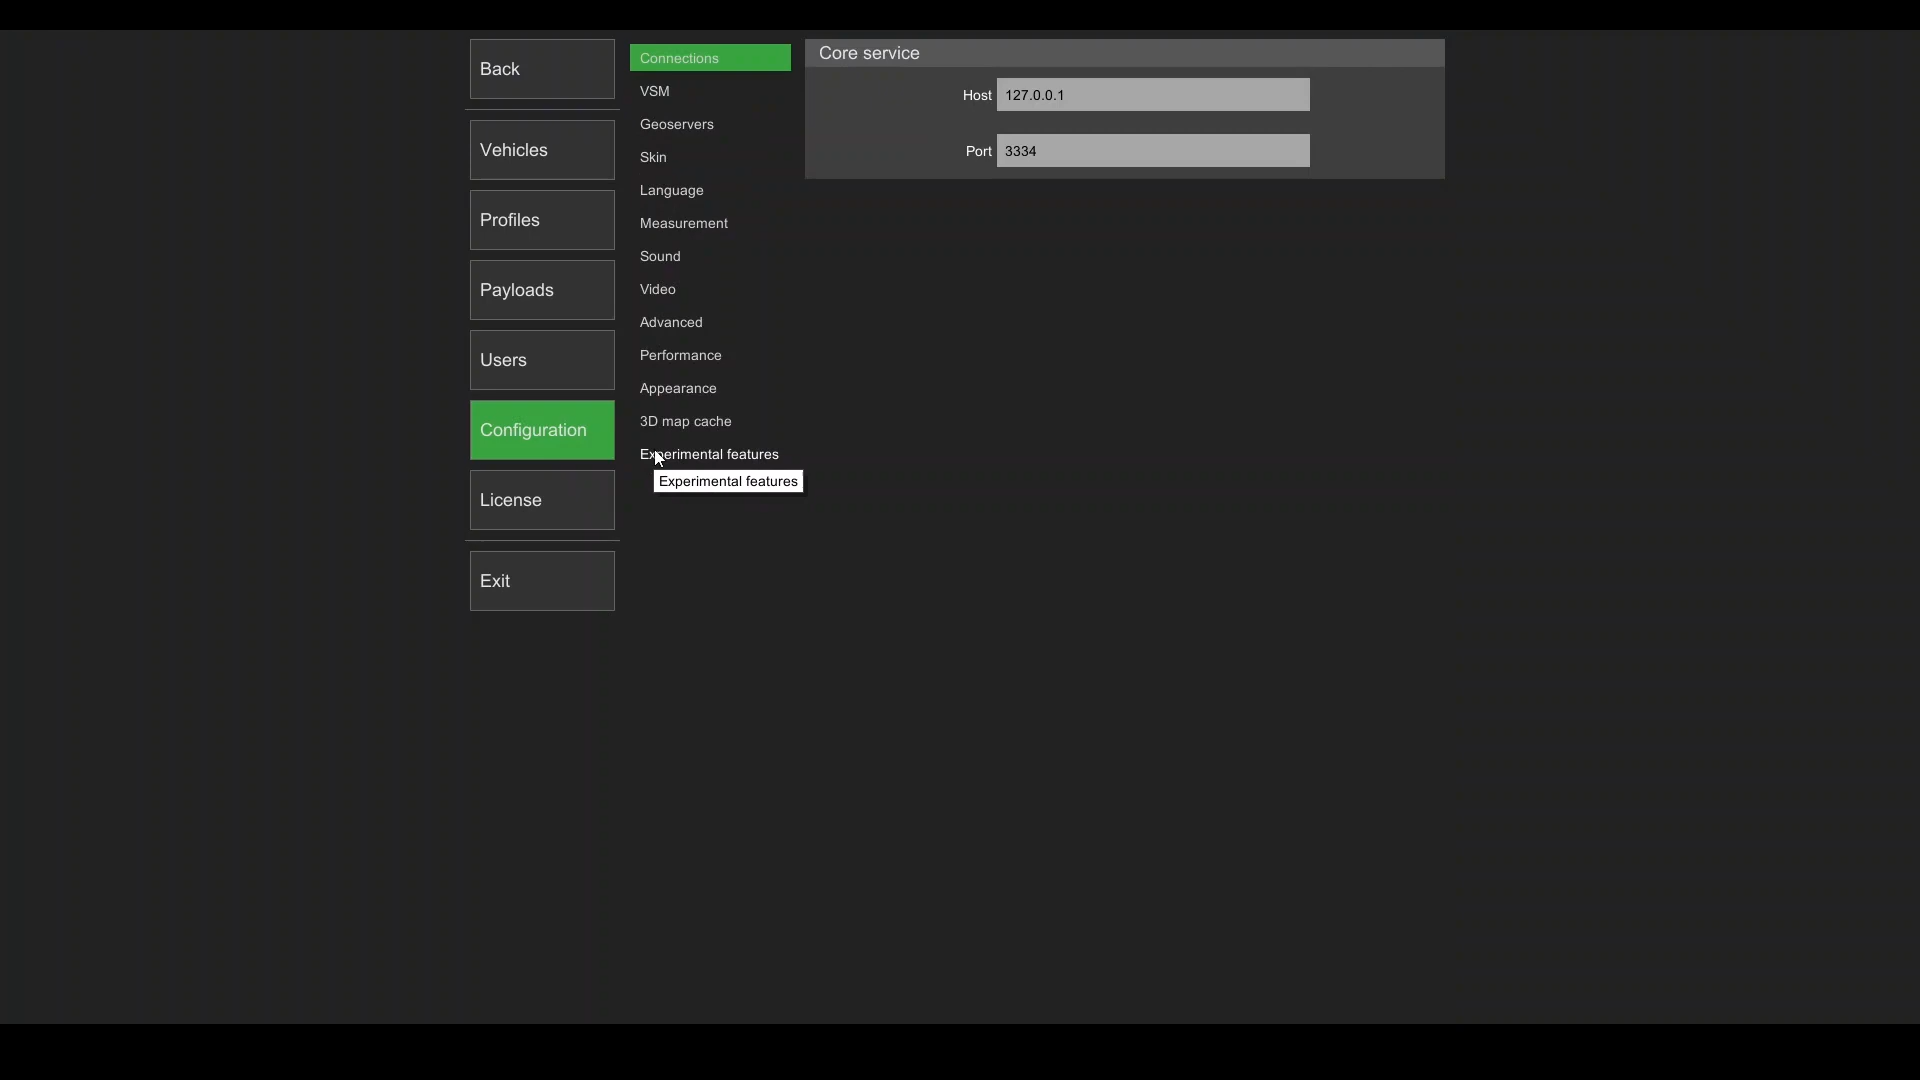 Back
Vehicles
Profiles
Payloads
Users
Configuration
License
Exit
Connections
VSM
Geoservers
Skin
Language
Measurement
Sound
Video
Advanced
Performance
Appearance
3D map cache
Experimental features
Experimental features
Core service
Host 127.0.0.1
Port 3334